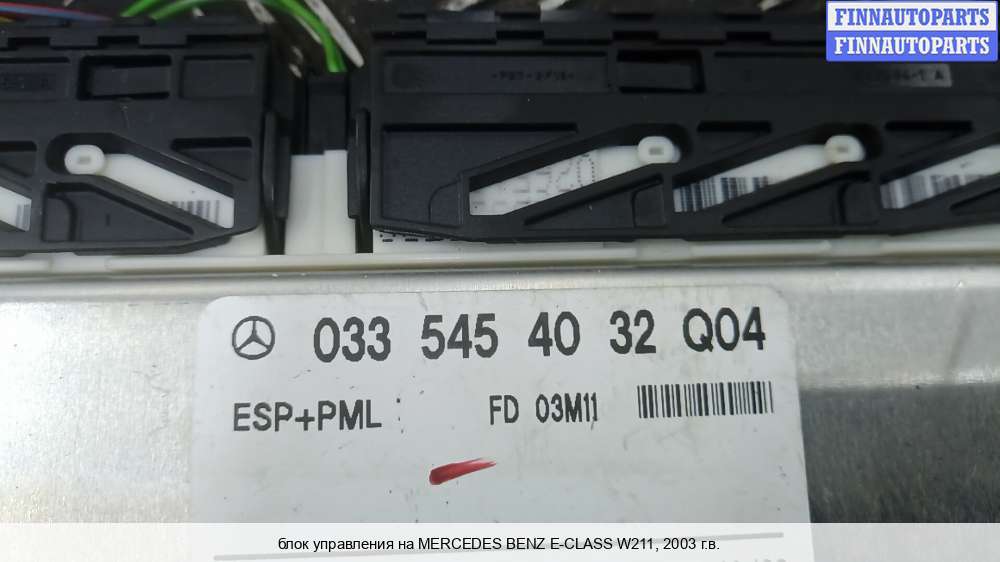 FINNAUTOPARTS
FINNAUTOPARTS
033 545 40 32 Q04
ESP+PML
FD 03M11
блок управления на MERCEDES BENZ E-CLASS W211, 2003 г.в.